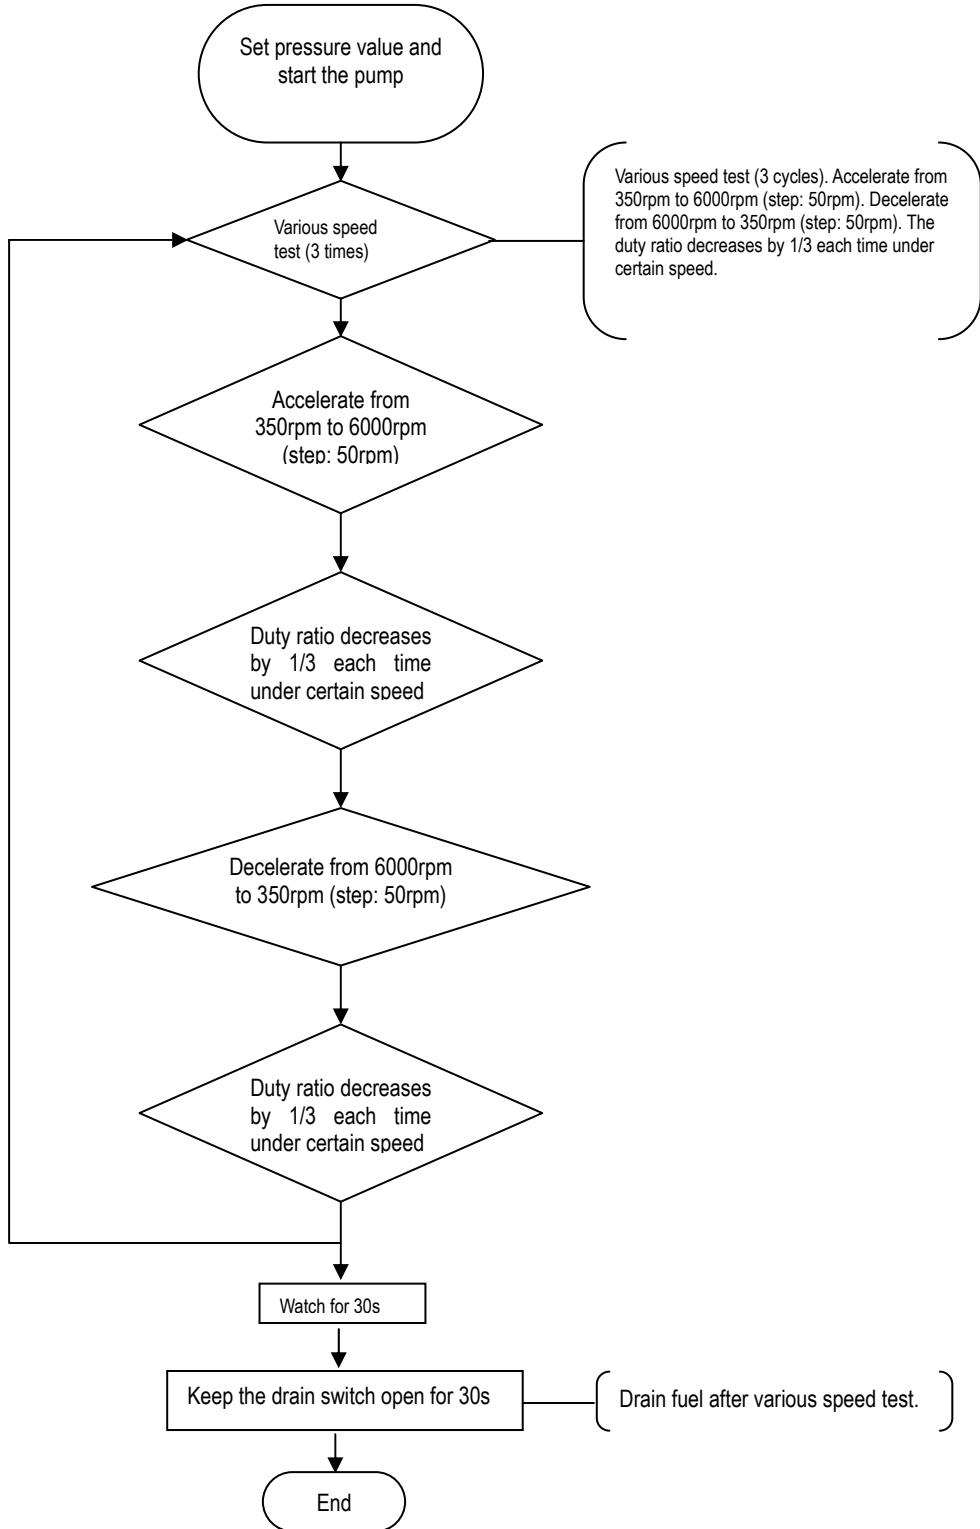 Set pressure value and
start the pump
Various speed test (3 cycles). Accelerate from
350rpm to 6000rpm (step: 50rpm). Decelerate
from 6000rpm to 350rpm (step: 50rpm). The
duty ratio decreases by 1/3 each time under
certain speed.
Various speed
test (3 times)
Accelerate from
350rpm to 6000rpm
(step: 50rpm)
Duty ratio decreases
by 1/3 each time
under certain speed
Decelerate from 6000rpm
to 350rpm (step: 50rpm)
Duty ratio decreases
by 1/3 each time
under certain speed
Watch for 30s
Keep the drain switch open for 30s
Drain fuel after various speed test.
End